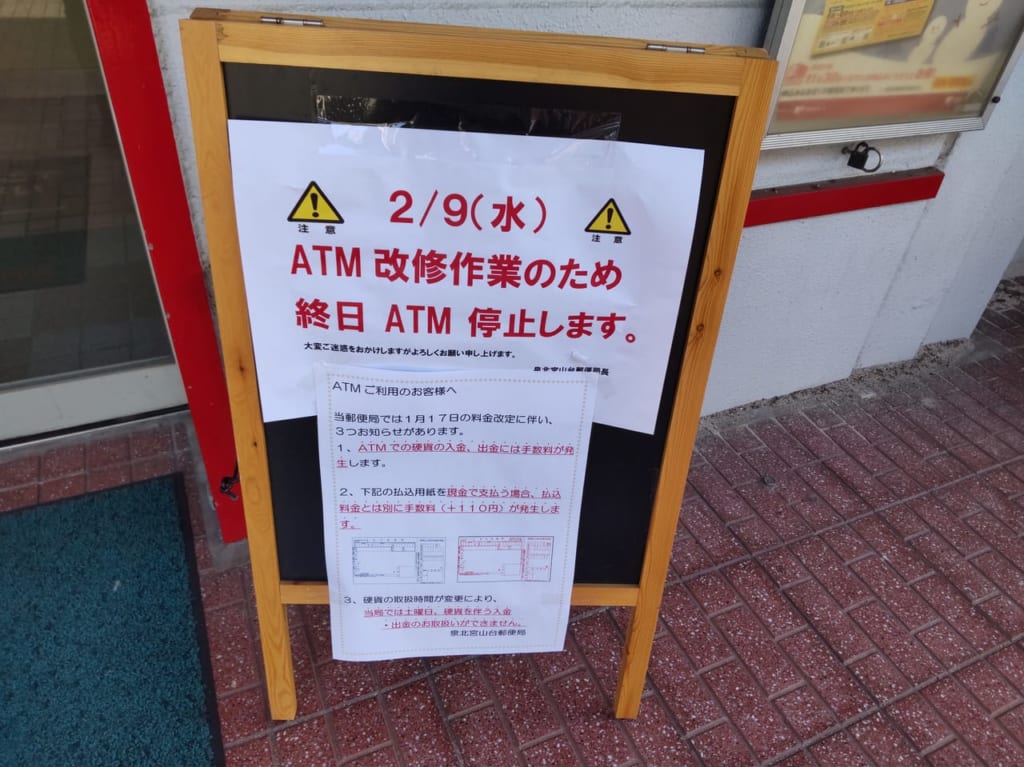 2/9(水)
注意
注意
ATM 改修作業のため
終日 ATM 停止します。
大変ご迷惑をおかけしますがよろしくお願い申し上げます。
泉北宮山台郵便局長
ATMご利用のお客様へ
当郵便局では1月17日の料金改定に伴い、
3つお知らせがあります。
1、ATMでの硬貨の入金、出金には手数料が発
生します。
2、下記の払込用紙を現金で支払う場合、払込
料金とは別に手数料(+110円)が発生しま
す。
3、硬貨の取扱時間が変更により、
当局では土曜日、硬貨を伴う入金
・出金のお取扱いができません。
泉北宮山台郵便局